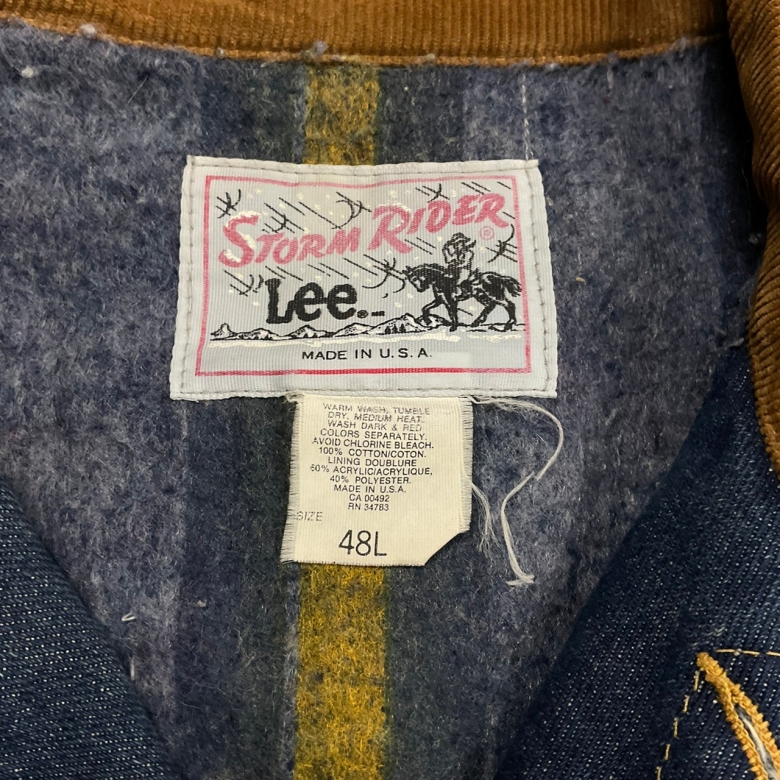 STORM RIDER ®
Lee®
MADE IN U.S.A.
WARM WASH, TUMBLE
DRY, MEDIUM HEAT.
WASH DARK & RED
COLORS SEPARATELY.
AVOID CHLORINE BLEACH.
100% COTTON/COTON.
LINING DOUBLURE
60% ACRYLIC/ACRYLIQUE,
40% POLYESTER.
MADE IN U.S.A.
CA 00492
RN 34783
SIZE
48L